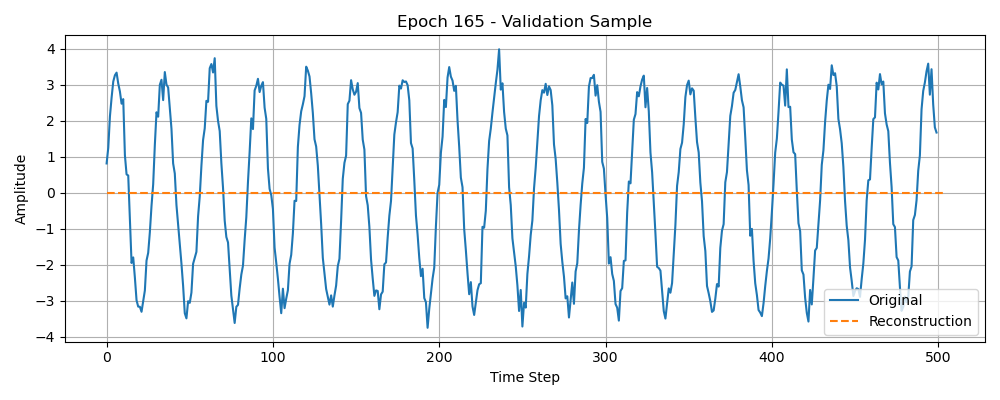 Epoch 165 - Validation Sample
Amplitude
4
3
2
1
0
−1
−2
−3
−4
0 100 200 300 400 500
Time Step
Original
Reconstruction